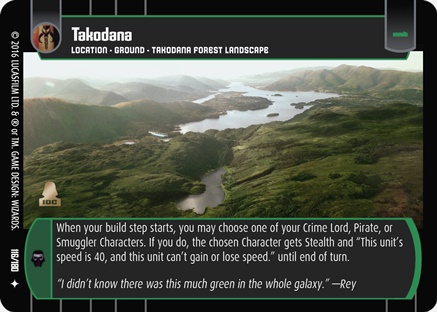 Takodana
LOCATION - GROUND - TAKODANA FOREST LANDSCAPE
© 2016 LUCASFILM LTD. & ® or TM. GAME DESIGN: WIZARDS.
IDC
When your build step starts, you may choose one of your Crime Lord, Pirate, or
Smuggler Characters. If you do, the chosen Character gets Stealth and “This unit's
speed is 40, and this unit can't gain or lose speed.” until end of turn.
“I didn't know there was this much green in the whole galaxy.” —Rey